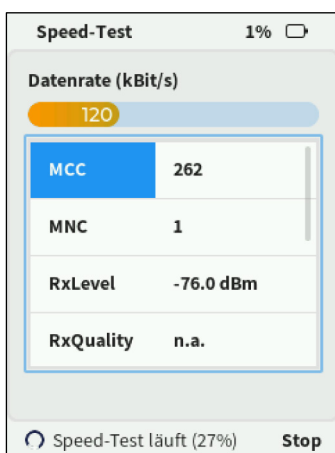 Speed-Test 1%
Datenrate (kBit/s)
120
MCC 262
MNC 1
RxLevel -76.0 dBm
RxQuality n.a.
Speed-Test läuft (27%) Stop